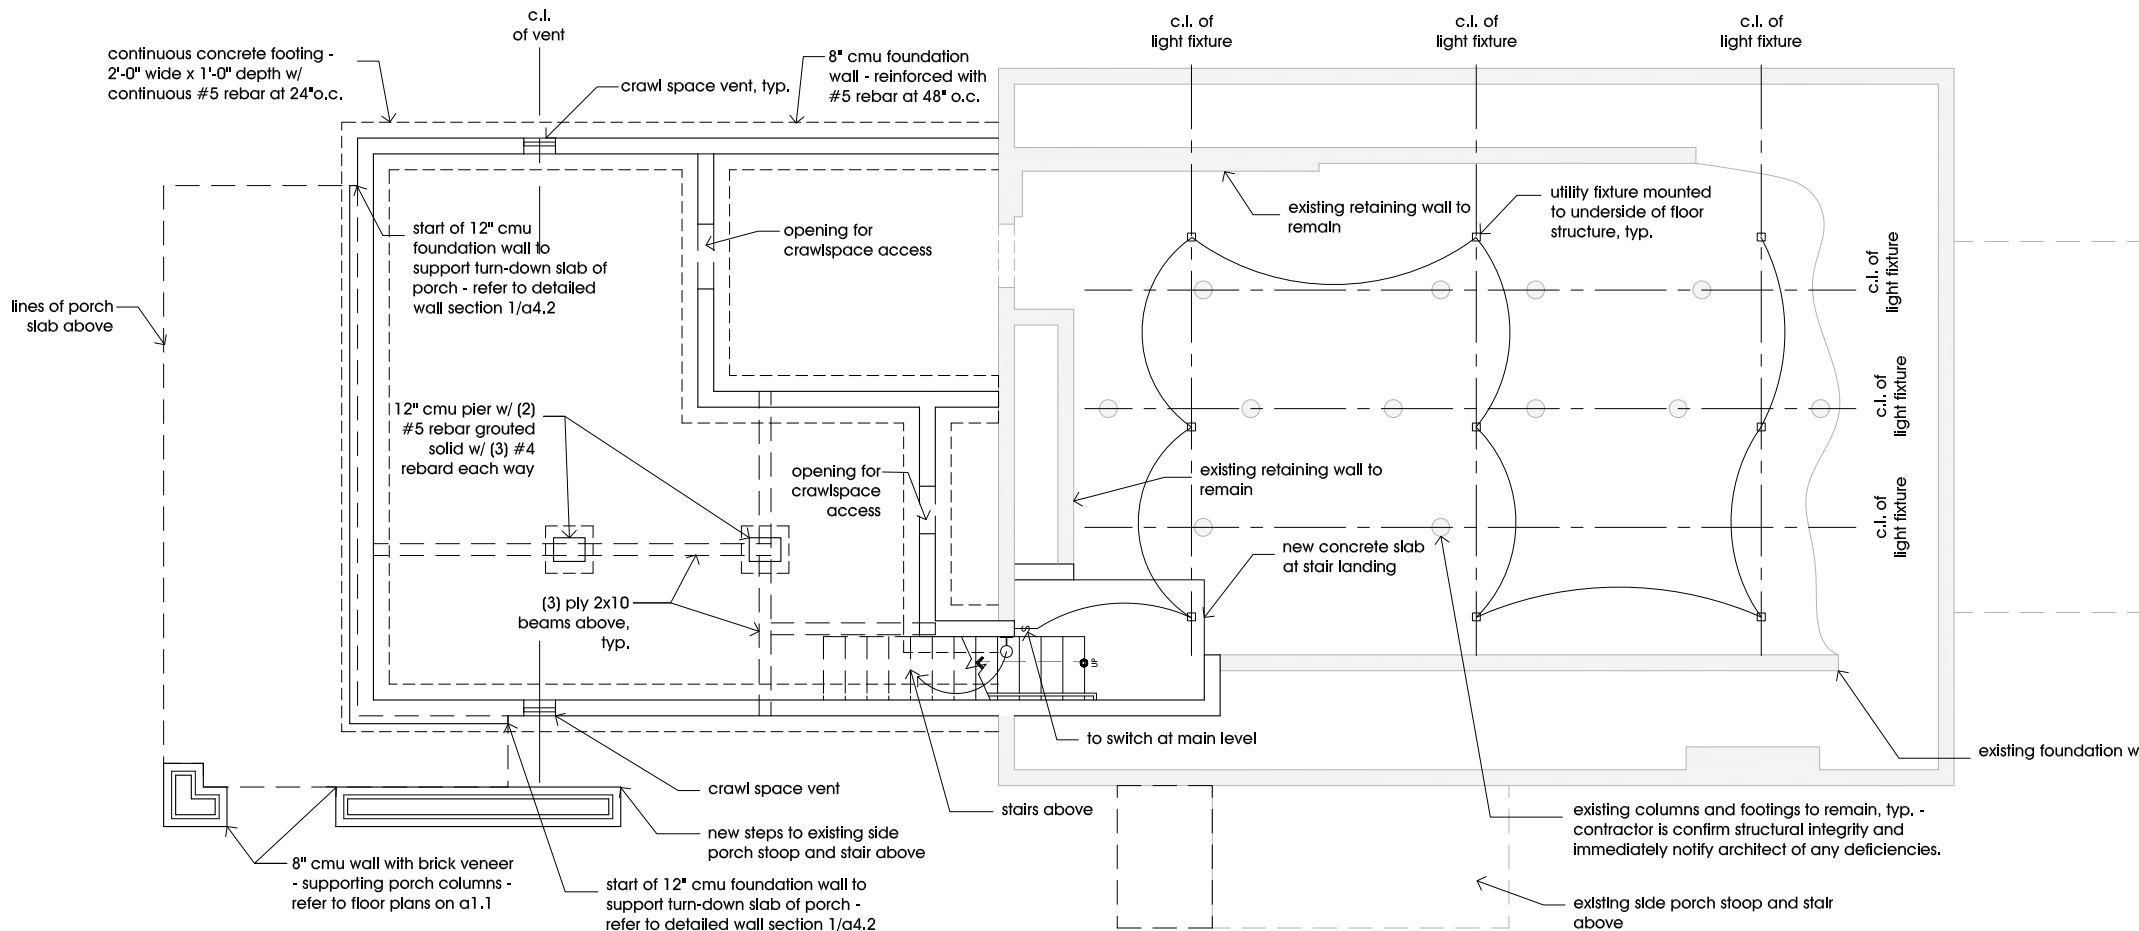 c.l.
of vent
c.l. of
light fixture
c.l. of
light fixture
c.l. of
light fixture
continuous concrete footing -
2'-0" wide x 1'-0" depth w/
continuous #5 rebar at 24"o.c.
crawl space vent, typ.
8" cmu foundation
wall - reinforced with
#5 rebar at 48" o.c.
start of 12" cmu
foundation wall to
support turn-down slab of
porch - refer to detailed
wall section 1/a4.2
opening for
crawlspace access
existing retaining wall to
remain
utility fixture mounted
to underside of floor
structure, typ.
c.l. of
light fixture
lines of porch
slab above
12" cmu pier w/ (2)
#5 rebar grouted
solid w/ (3) #4
rebard each way
opening for
crawlspace
access
existing retaining wall to
remain
c.l. of
light fixture
c.l. of
light fixture
new concrete slab
at stair landing
(3) ply 2x10
beams above,
typ.
S
UP
to switch at main level
existing foundation w
crawl space vent
stairs above
new steps to existing side
porch stoop and stair above
existing columns and footings to remain, typ. -
contractor is confirm structural integrity and
immediately notify architect of any deficiencies.
8" cmu wall with brick veneer
- supporting porch columns -
refer to floor plans on a1.1
start of 12" cmu foundation wall to
support turn-down slab of porch -
refer to detailed wall section 1/a4.2
existing side porch stoop and stair
above